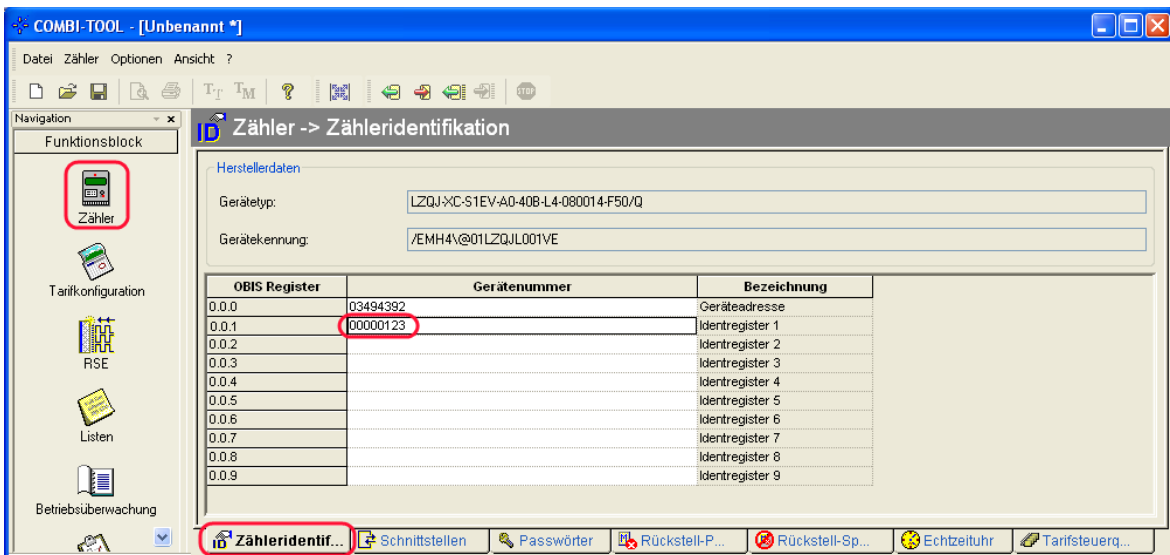 COMBI-TOOL - [Unbenannt *]
Datei Zähler Optionen Ansicht ?
Navigation
Funktionsblock
Zähler
Tarifkonfiguration
RSE
Listen
Betriebsüberwachung
ID Zähler -> Zähleridentifikation
Herstellerdaten
Gerätetyp: LZQJ-XC-S1EV-A0-40B-L4-080014-F50/Q
Gerätekennung: /EMH4\@01LZQJL001VE
OBIS Register Gerätenummer Bezeichnung
0.0.0 03494392 Geräteadresse
0.0.1 00000123 Identregister 1
0.0.2 Identregister 2
0.0.3 Identregister 3
0.0.4 Identregister 4
0.0.5 Identregister 5
0.0.6 Identregister 6
0.0.7 Identregister 7
0.0.8 Identregister 8
0.0.9 Identregister 9
ID Zähleridentif... Schnittstellen Passwörter Rückstell-P... Rückstell-Sp... Echtzeituhr Tarifsteuerq...